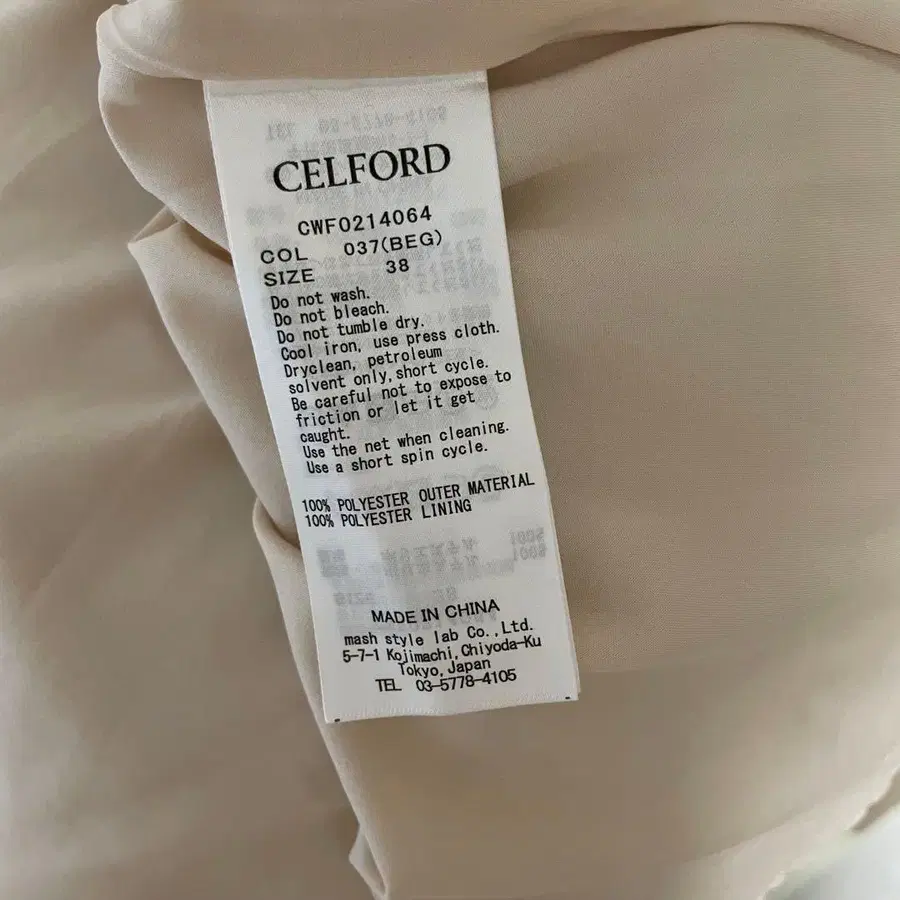 CELFORD
CWF0214064
COL 037(BEG)
SIZE 38
Do not wash.
Do not bleach.
Do not tumble dry.
Cool iron, use press cloth.
Dryclean, petroleum
solvent only, short cycle.
Be careful not to expose to
friction or let it get
caught.
Use the net when cleaning.
Use a short spin cycle.
100% POLYESTER OUTER MATERIAL
100% POLYESTER LINING
MADE IN CHINA
mash style lab Co.,Ltd.
5-7-1 Kojimachi,Chiyoda-Ku
Tokyo,Japan
TEL 03-5778-4105